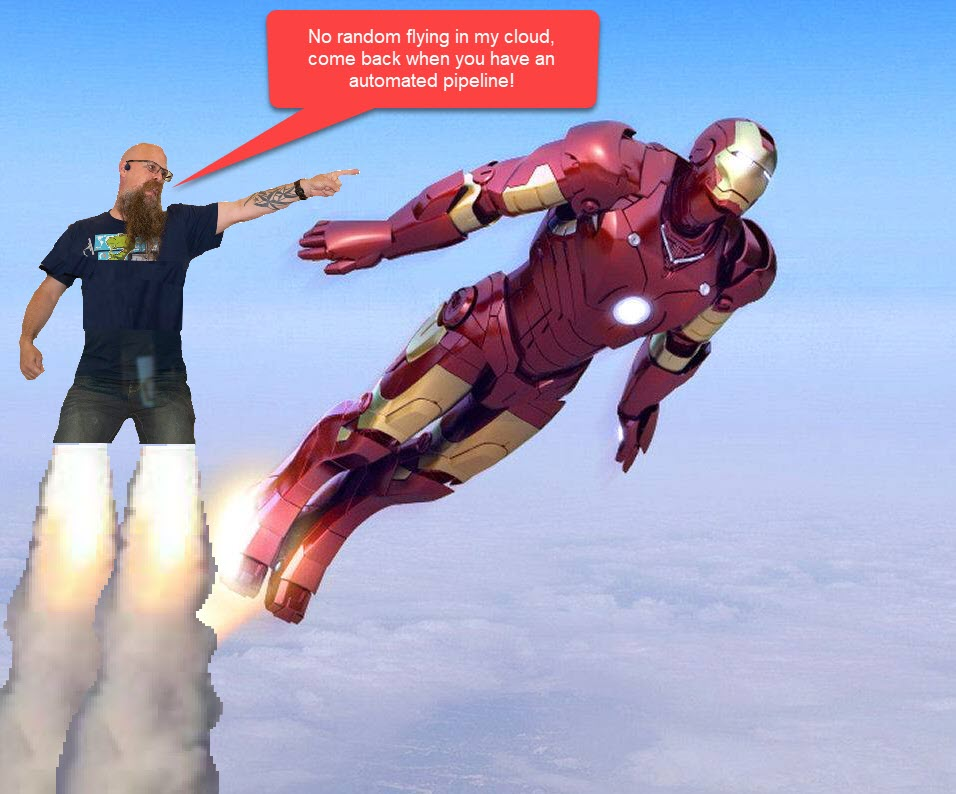 No random flying in my cloud,
come back when you have an
automated pipeline!